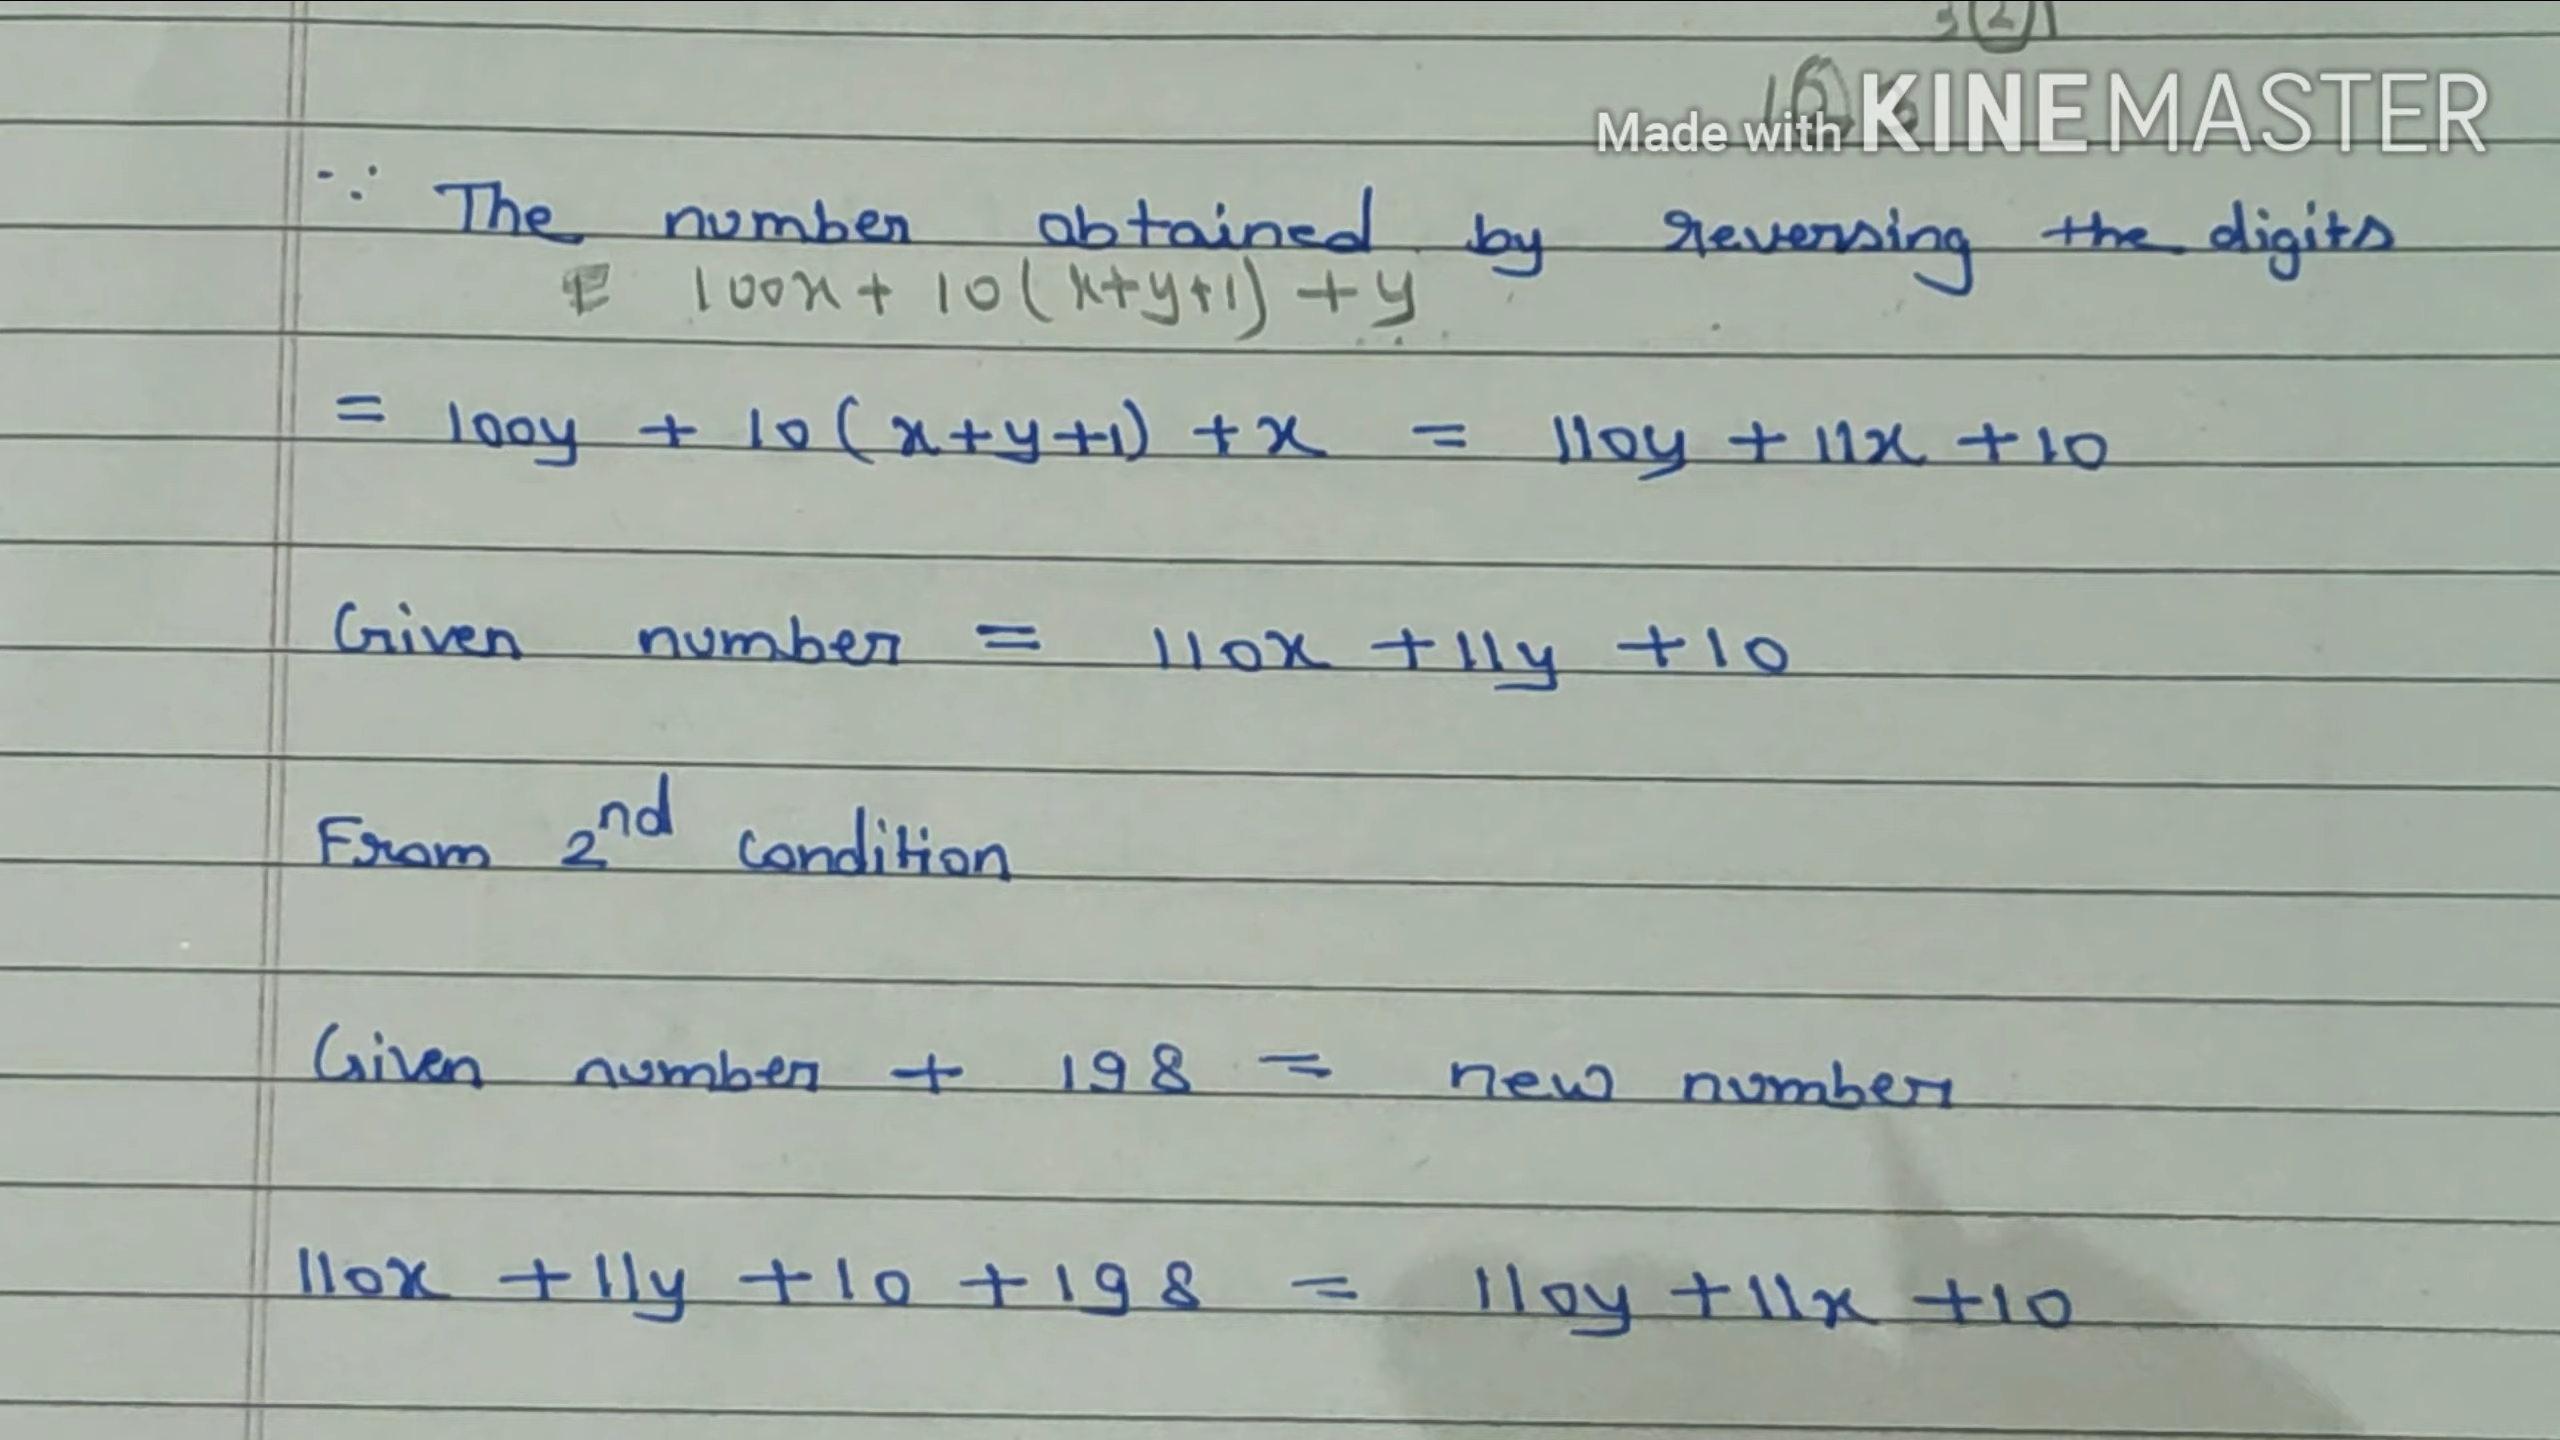 Made with KINEMASTER
∵ The number obtained by reversing the digits
100x + 10(x+y+1) + y
= 100y + 10(x+y+1) + x = 110y + 11x + 10
Given number = 110x + 11y + 10
From 2nd condition
Given number + 198 = new number
110x + 11y + 10 + 198 = 110y + 11x + 10